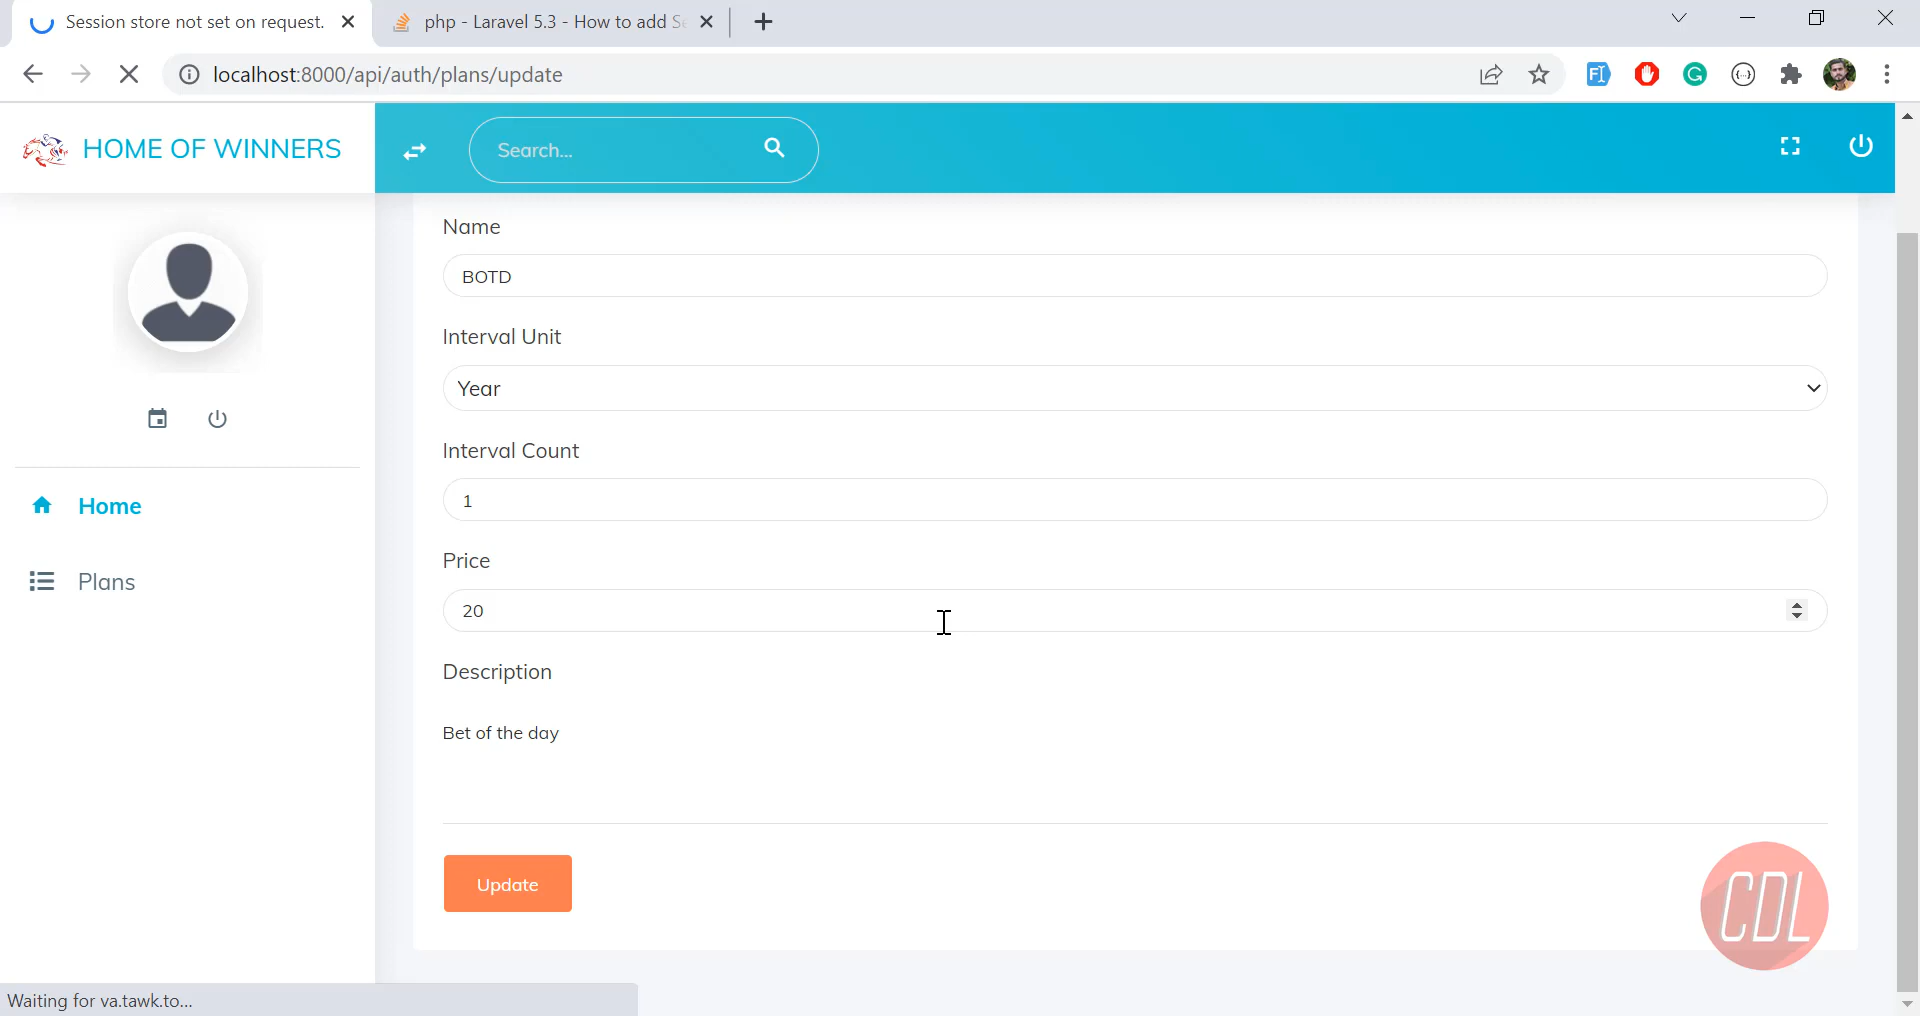 Session store not set on request.
php - Laravel 5.3 - How to add Se
localhost:8000/api/auth/plans/update
HOME OF WINNERS
Search...
Home
Plans
Name
BOTD
Interval Unit
Year
Interval Count
1
Price
20
Description
Bet of the day
Update
CDL
Waiting for va.tawk.to...